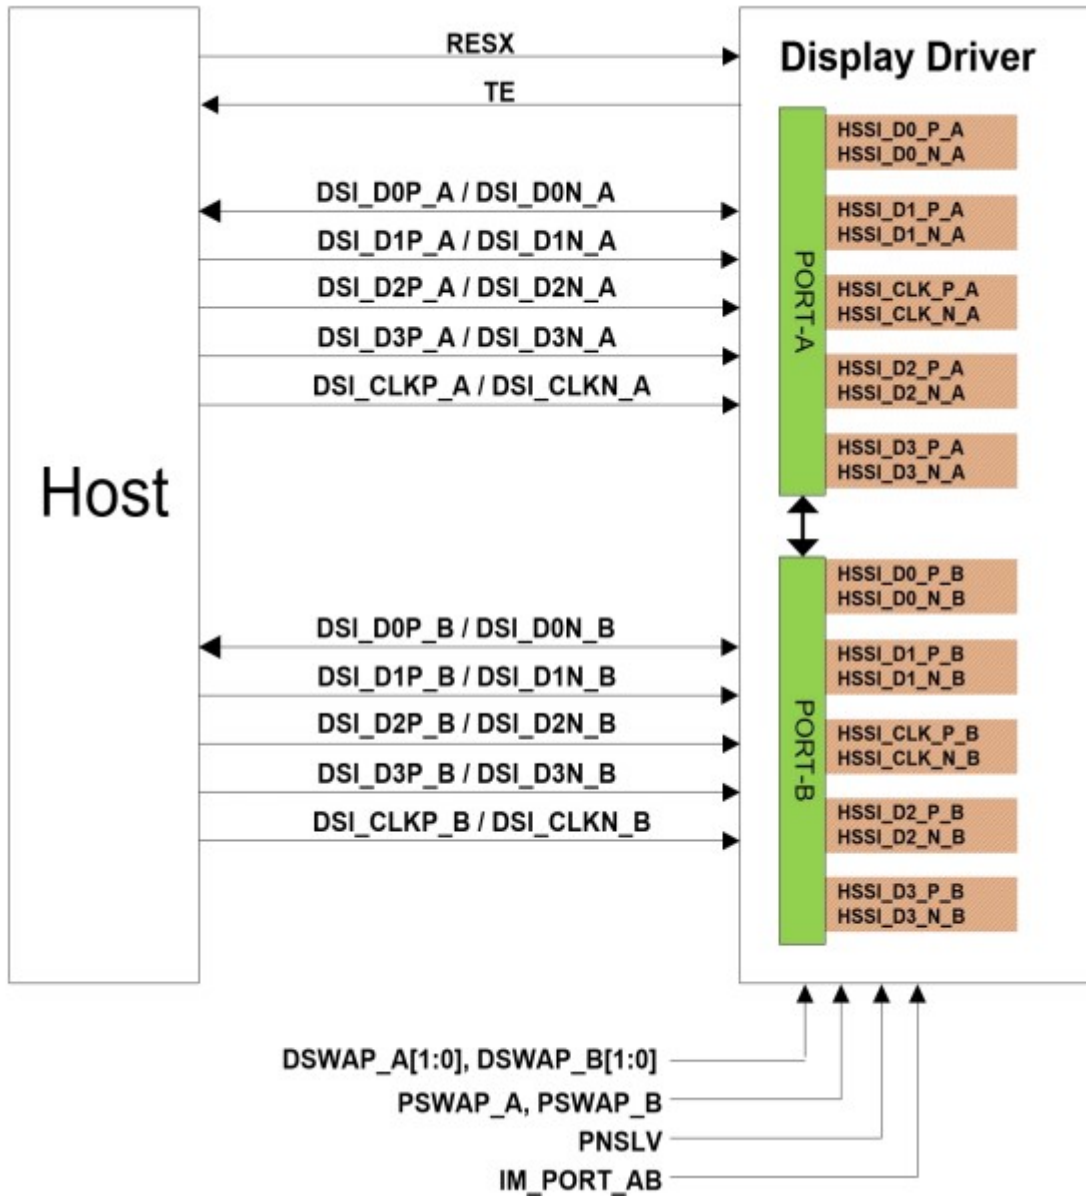 RESX
TE
DSI_D0P_A / DSI_D0N_A
DSI_D1P_A / DSI_D1N_A
DSI_D2P_A / DSI_D2N_A
DSI_D3P_A / DSI_D3N_A
DSI_CLKP_A / DSI_CLKN_A
Host
DSI_D0P_B / DSI_D0N_B
DSI_D1P_B / DSI_D1N_B
DSI_D2P_B / DSI_D2N_B
DSI_D3P_B / DSI_D3N_B
DSI_CLKP_B / DSI_CLKN_B
Display Driver
PORT-A
HSSI_D0_P_A
HSSI_D0_N_A
HSSI_D1_P_A
HSSI_D1_N_A
HSSI_CLK_P_A
HSSI_CLK_N_A
HSSI_D2_P_A
HSSI_D2_N_A
HSSI_D3_P_A
HSSI_D3_N_A
PORT-B
HSSI_D0_P_B
HSSI_D0_N_B
HSSI_D1_P_B
HSSI_D1_N_B
HSSI_CLK_P_B
HSSI_CLK_N_B
HSSI_D2_P_B
HSSI_D2_N_B
HSSI_D3_P_B
HSSI_D3_N_B
DSWAP_A[1:0], DSWAP_B[1:0]
PSWAP_A, PSWAP_B
PNSLV
IM_PORT_AB